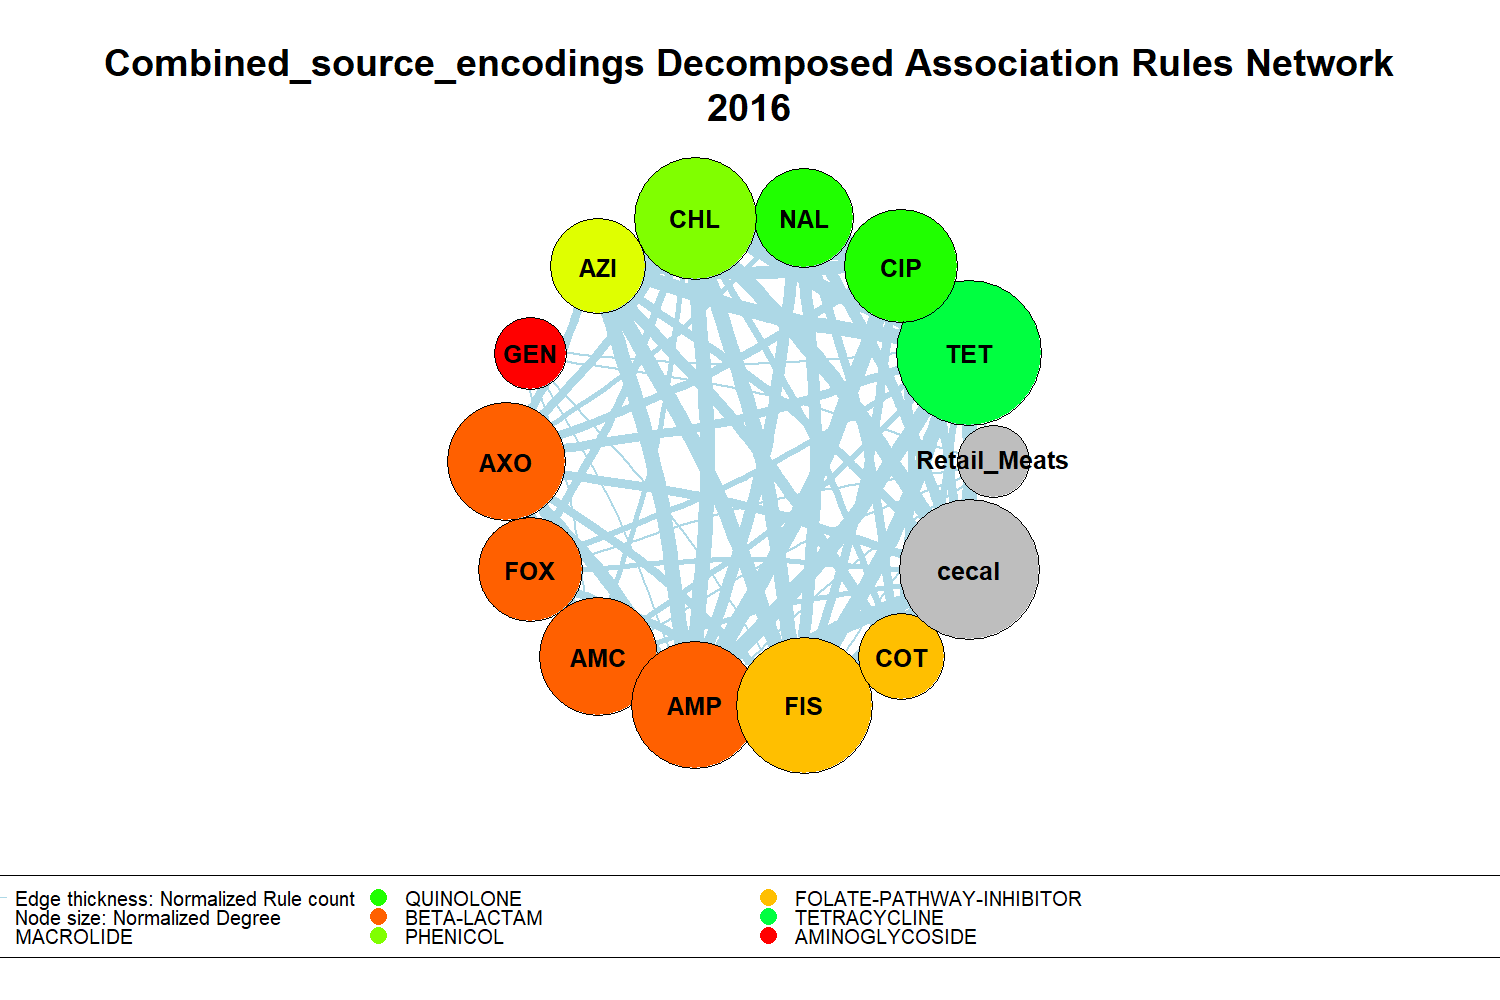 Combined_source_encodings Decomposed Association Rules Network
2016
CHL
NAL
AZI
CIP
GEN
TET
AXO
Retail_Meats
FOX
cecal
AMC
COT
AMP
FIS
Edge thickness: Normalized Rule count
QUINOLONE
FOLATE-PATHWAY-INHIBITOR
Node size: Normalized Degree
BETA-LACTAM
TETRACYCLINE
MACROLIDE
PHENICOL
AMINOGLYCOSIDE